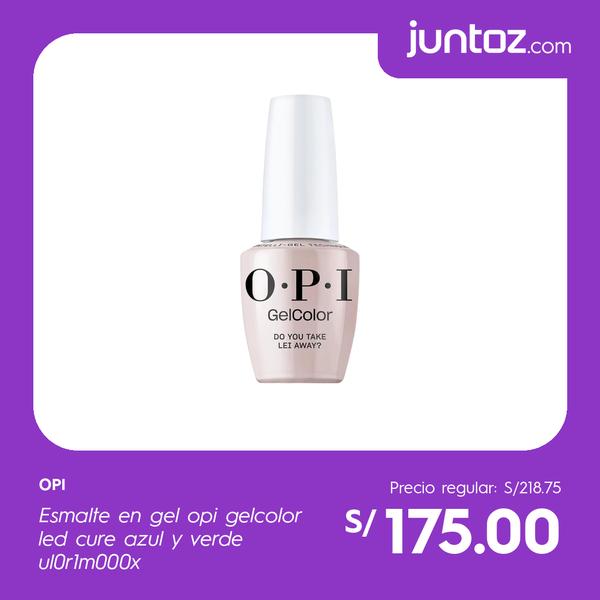 juntoz.com
O·P·I
GelColor
DO YOU TAKE
LEI AWAY?
OPI
Esmalte en gel opi gelcolor
led cure azul y verde
ul0r1m000x
Precio regular: S/218.75
S/ 175.00